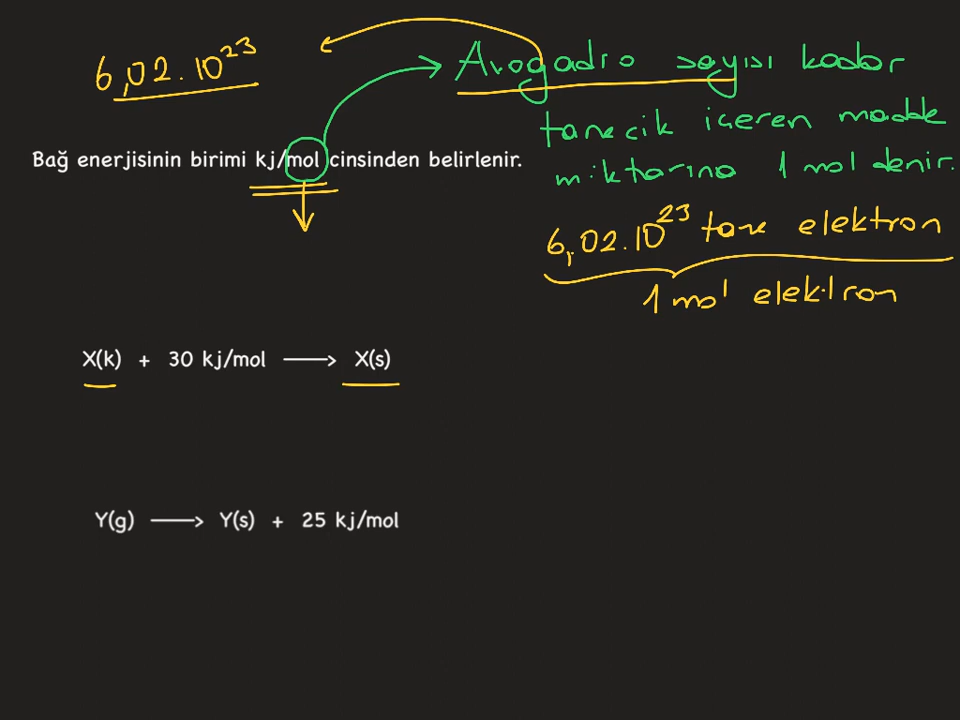 6,02.10²³
Avogadro sayısı kadar
tanecik içeren madde
Bağ enerjisinin birimi kj/mol cinsinden belirlenir.
miktarına 1 mol denir.
6,02.10²³ tane elektron
1 mol elektron
X(k) + 30 kj/mol ⟶ X(s)
Y(g) ⟶ Y(s) + 25 kj/mol